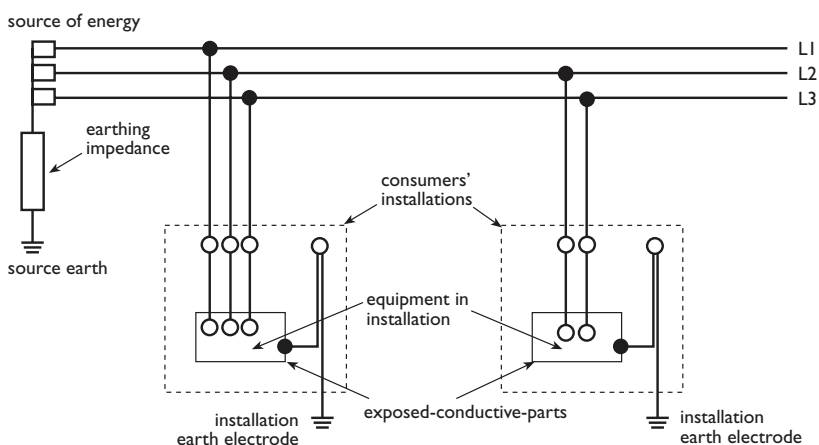 source of energy
L1
L2
L3
earthing
impedance
consumers’
installations
source earth
equipment in
installation
exposed-conductive-parts
installation
earth electrode
installation
earth electrode